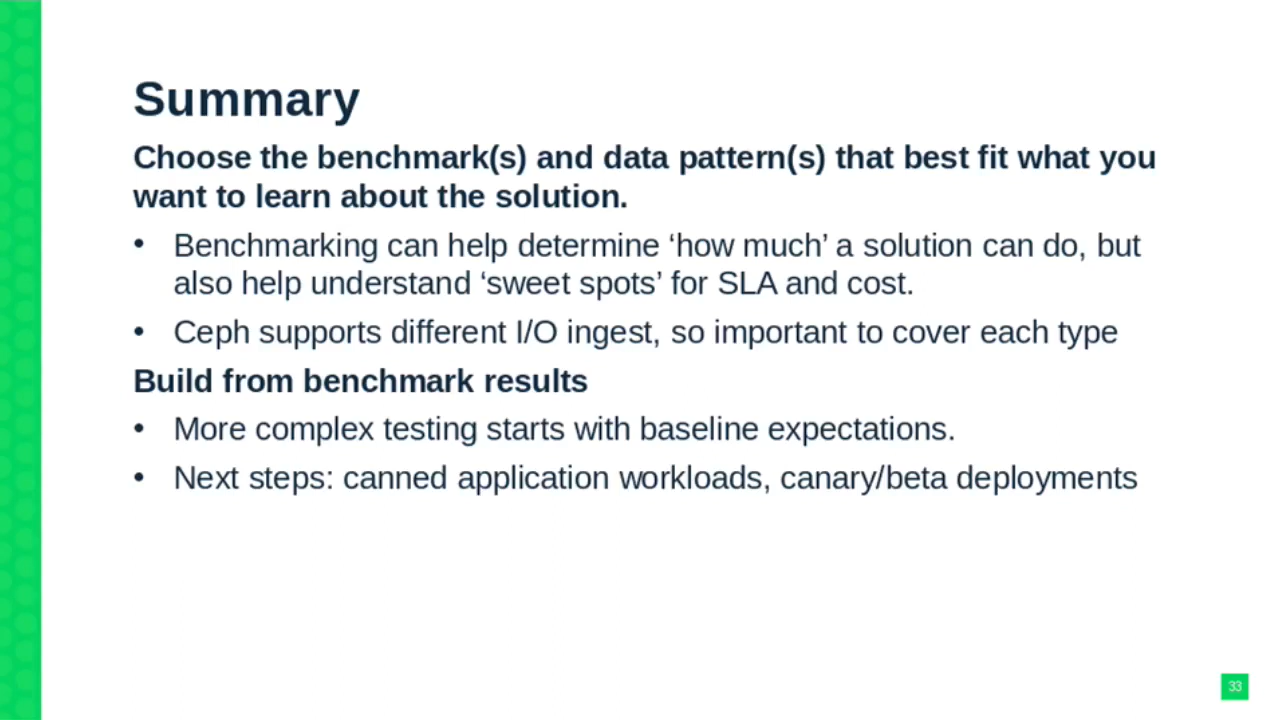 Summary
Choose the benchmark(s) and data pattern(s) that best fit what you
want to learn about the solution.
• Benchmarking can help determine ‘how much’ a solution can do, but
also help understand ‘sweet spots’ for SLA and cost.
• Ceph supports different I/O ingest, so important to cover each type
Build from benchmark results
• More complex testing starts with baseline expectations.
• Next steps: canned application workloads, canary/beta deployments
33